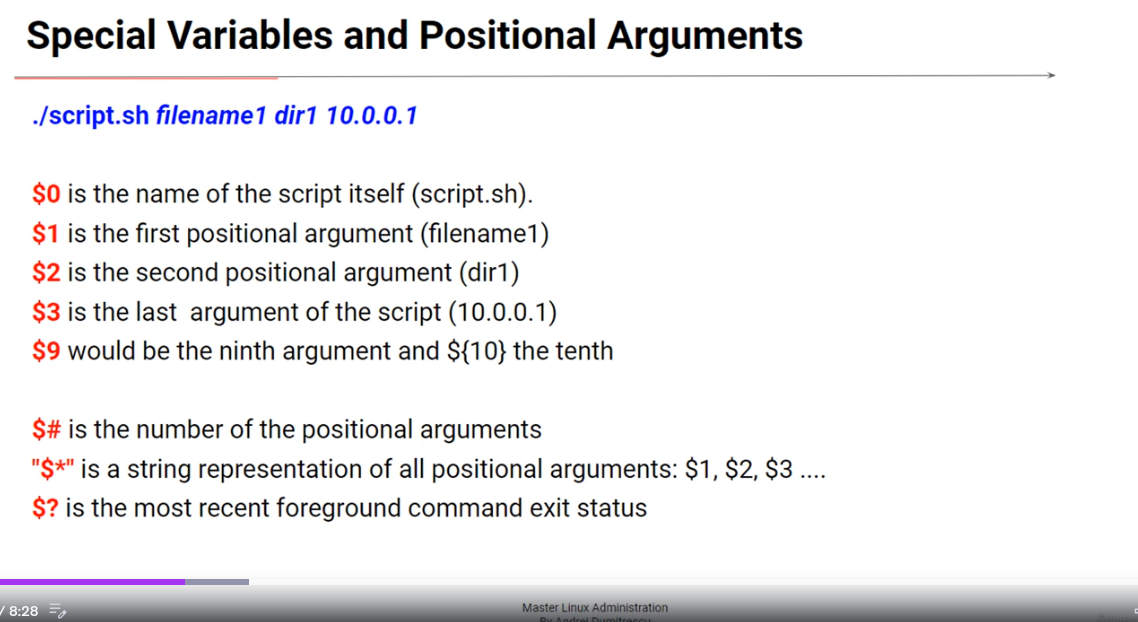 Special Variables and Positional Arguments
./script.sh filename1 dir1 10.0.0.1
$0 is the name of the script itself (script.sh).
$1 is the first positional argument (filename1)
$2 is the second positional argument (dir1)
$3 is the last  argument of the script (10.0.0.1)
$9 would be the ninth argument and ${10} the tenth
$# is the number of the positional arguments
"$*" is a string representation of all positional arguments: $1, $2, $3 ....
$? is the most recent foreground command exit status
/ 8:28
Master Linux Administration
By Andrei Dumitrescu